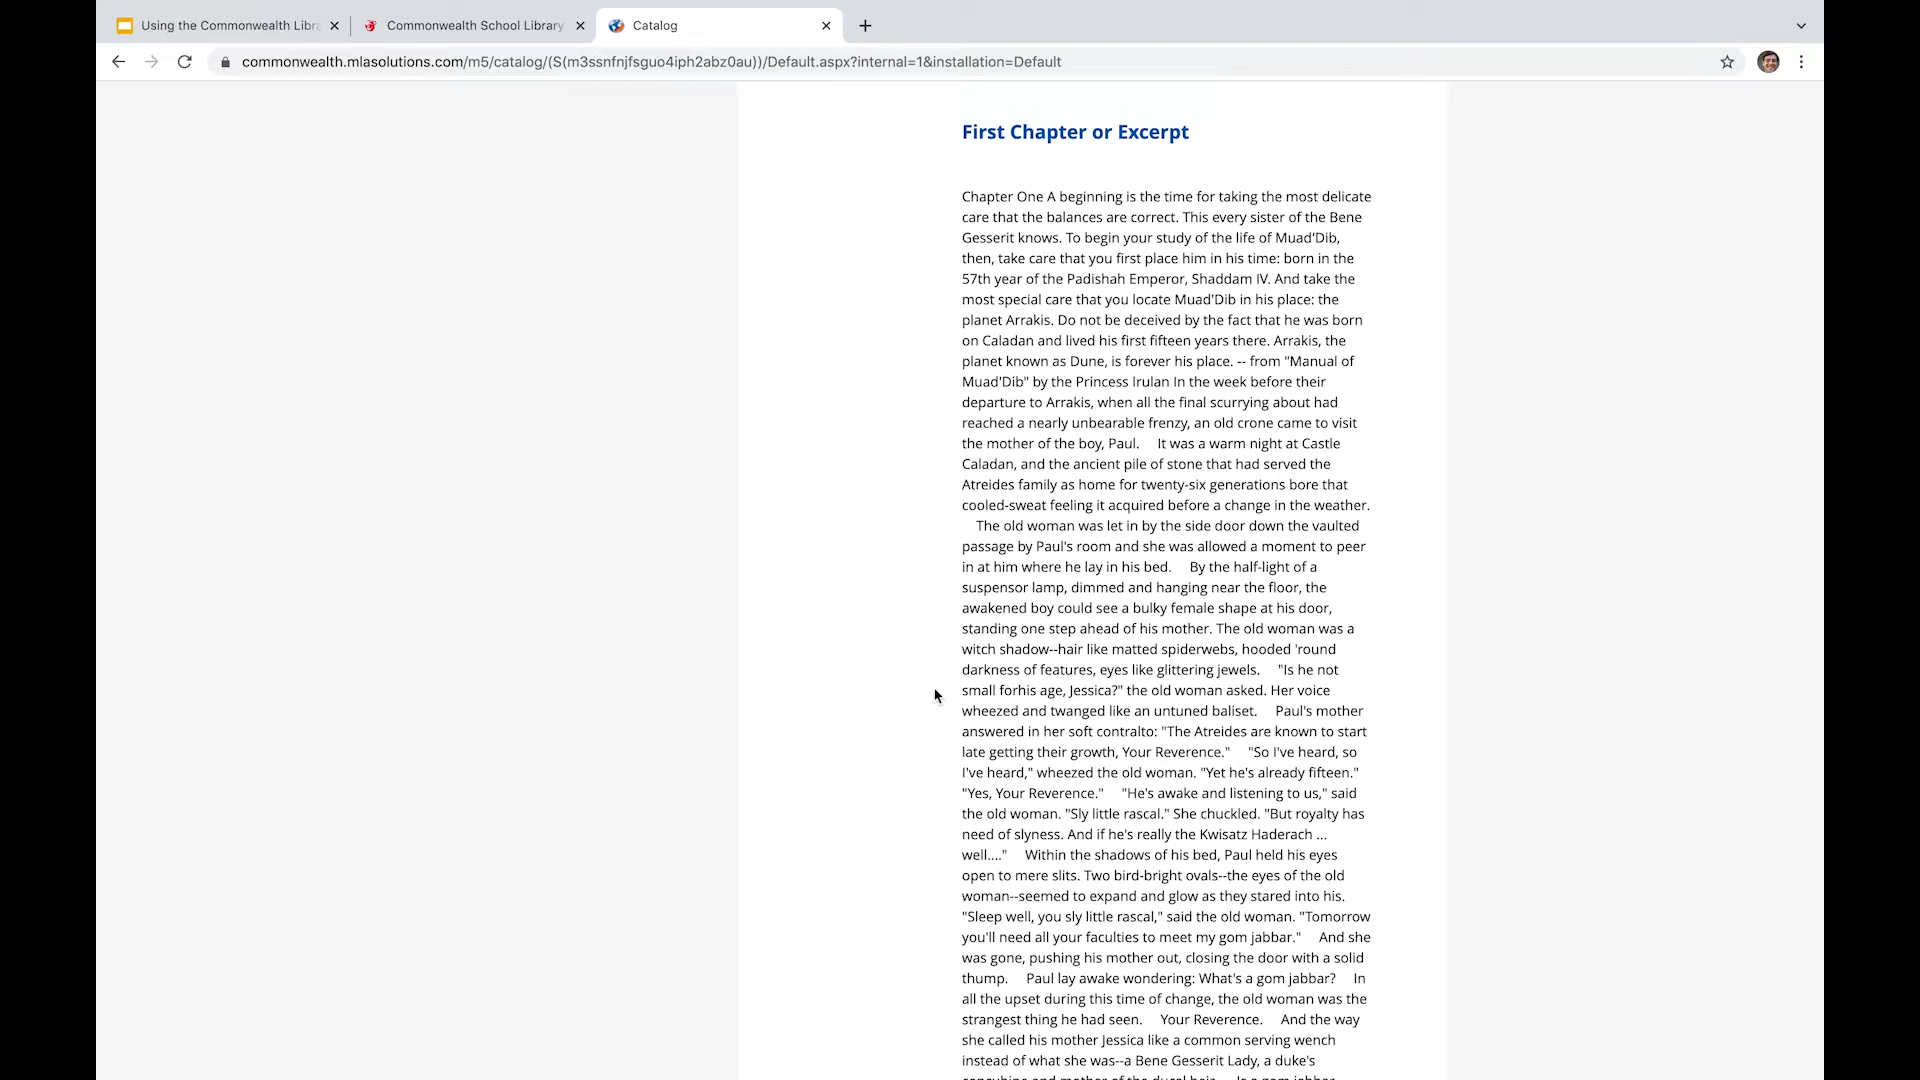 Using the Commonwealth Libra
Commonwealth School Library
Catalog
commonwealth.mlasolutions.com/m5/catalog/(S(m3ssnfnjfsguo4iph2abz0au))/Default.aspx?internal=1&installation=Default
First Chapter or Excerpt
Chapter One A beginning is the time for taking the most delicate
care that the balances are correct. This every sister of the Bene
Gesserit knows. To begin your study of the life of Muad'Dib,
then, take care that you first place him in his time: born in the
57th year of the Padishah Emperor, Shaddam IV. And take the
most special care that you locate Muad'Dib in his place: the
planet Arrakis. Do not be deceived by the fact that he was born
on Caladan and lived his first fifteen years there. Arrakis, the
planet known as Dune, is forever his place. -- from "Manual of
Muad'Dib" by the Princess Irulan In the week before their
departure to Arrakis, when all the final scurrying about had
reached a nearly unbearable frenzy, an old crone came to visit
the mother of the boy, Paul. It was a warm night at Castle
Caladan, and the ancient pile of stone that had served the
Atreides family as home for twenty-six generations bore that
cooled-sweat feeling it acquired before a change in the weather.
The old woman was let in by the side door down the vaulted
passage by Paul's room and she was allowed a moment to peer
in at him where he lay in his bed. By the half-light of a
suspensor lamp, dimmed and hanging near the floor, the
awakened boy could see a bulky female shape at his door,
standing one step ahead of his mother. The old woman was a
witch shadow--hair like matted spiderwebs, hooded 'round
darkness of features, eyes like glittering jewels. "Is he not
small forhis age, Jessica?" the old woman asked. Her voice
wheezed and twanged like an untuned baliset. Paul's mother
answered in her soft contralto: "The Atreides are known to start
late getting their growth, Your Reverence." "So I've heard, so
I've heard," wheezed the old woman. "Yet he's already fifteen."
"Yes, Your Reverence." "He's awake and listening to us," said
the old woman. "Sly little rascal." She chuckled. "But royalty has
need of slyness. And if he's really the Kwisatz Haderach ...
well...." Within the shadows of his bed, Paul held his eyes
open to mere slits. Two bird-bright ovals--the eyes of the old
woman--seemed to expand and glow as they stared into his.
"Sleep well, you sly little rascal," said the old woman. "Tomorrow
you'll need all your faculties to meet my gom jabbar." And she
was gone, pushing his mother out, closing the door with a solid
thump. Paul lay awake wondering: What's a gom jabbar? In
all the upset during this time of change, the old woman was the
strangest thing he had seen. Your Reverence. And the way
she called his mother Jessica like a common serving wench
instead of what she was--a Bene Gesserit Lady, a duke's
concubine and mother of the ducal heir. Is a gom jabbar